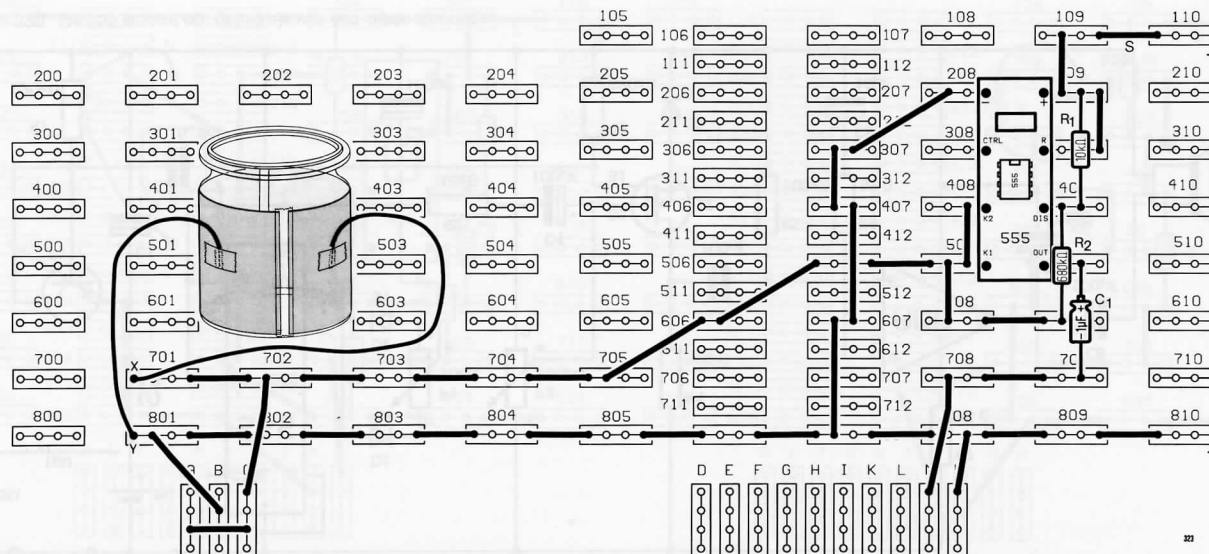 105 106 107 108 109 110
111 112
200 201 202 203 204 205 206 207 208 210
211
300 301 303 304 305 306 307 308 310
311 312
400 401 403 404 405 406 407 408 410
411 412
500 501 503 504 505 506 510
511 512
600 601 603 604 605 606 607 610
611 612
700 701 702 703 704 705 706 707 708 710
711 712
800 801 802 803 804 805 809 810
S
− +
R1
10kΩ
CTRL R
555
K2 DIS
555
R2
680kΩ
K1 OUT
C1
+
1µF
X
Y
B
D E F G H I K L
323